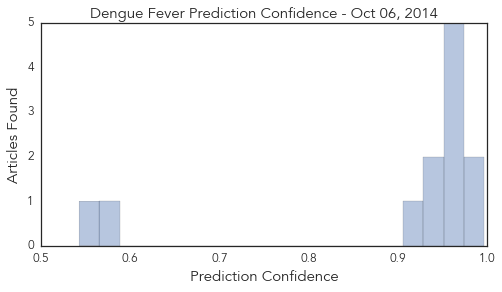 Dengue Fever Prediction Confidence - Oct 06, 2014
5
4
3
2
1
0
Articles Found
0.5 0.6 0.7 0.8 0.9 1.0
Prediction Confidence